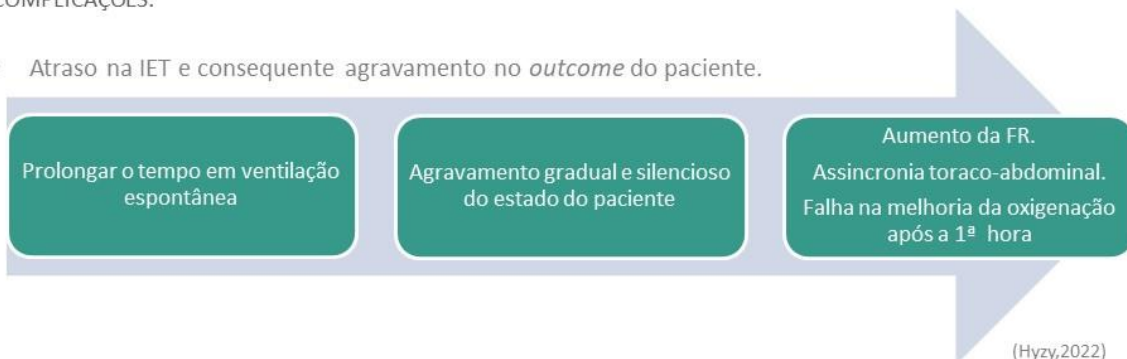 COMPLICAÇÕES:
Atraso na IET e consequente agravamento no outcome do paciente.
Prolongar o tempo em ventilação
espontânea
Agravamento gradual e silencioso
do estado do paciente
Aumento da FR.
Assincronia toraco-abdominal.
Falha na melhoria da oxigenação
após a 1ª hora
(Hyzy,2022)